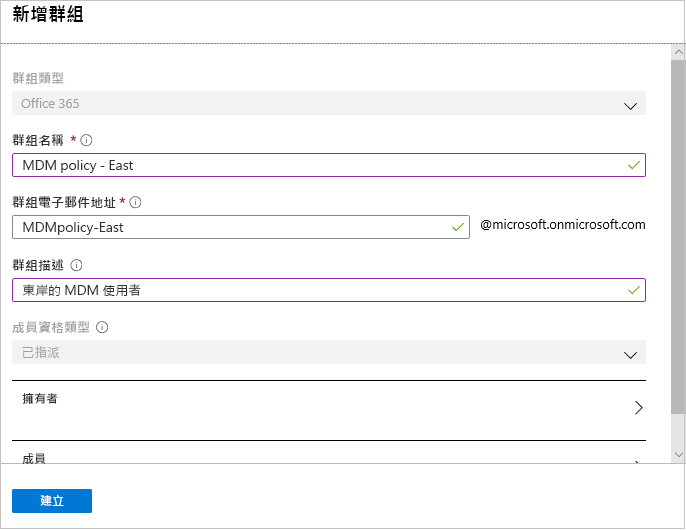 新增群組
群組類型
Office 365
群組名稱 *
MDM policy - East
群組電子郵件地址 *
MDMpolicy-East @microsoft.onmicrosoft.com
群組描述
東岸的 MDM 使用者
成員資格類型
已指派
擁有者
成員
建立